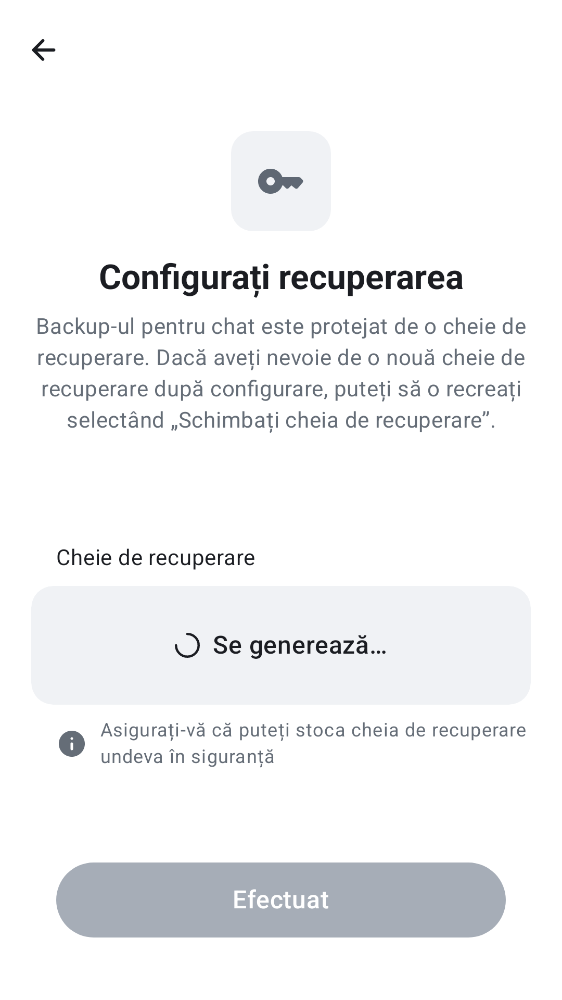 Configurați recuperarea
Backup-ul pentru chat este protejat de o cheie de
recuperare. Dacă aveți nevoie de o nouă cheie de
recuperare după configurare, puteți să o recreați
selectând „Schimbați cheia de recuperare”.
Cheie de recuperare
Se generează…
Asigurați-vă că puteți stoca cheia de recuperare
undeva în siguranță
Efectuat